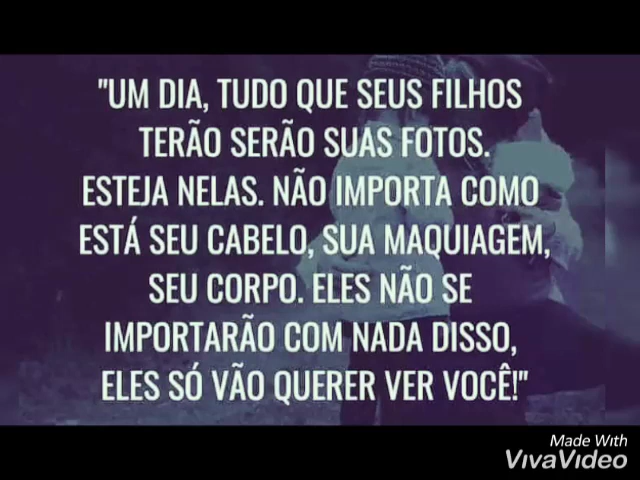 "UM DIA, TUDO QUE SEUS FILHOS
TERÃO SERÃO SUAS FOTOS.
ESTEJA NELAS. NÃO IMPORTA COMO
ESTÁ SEU CABELO, SUA MAQUIAGEM,
SEU CORPO. ELES NÃO SE
IMPORTARÃO COM NADA DISSO,
ELES SÓ VÃO QUERER VER VOCÊ!"
Made With
VivaVideo